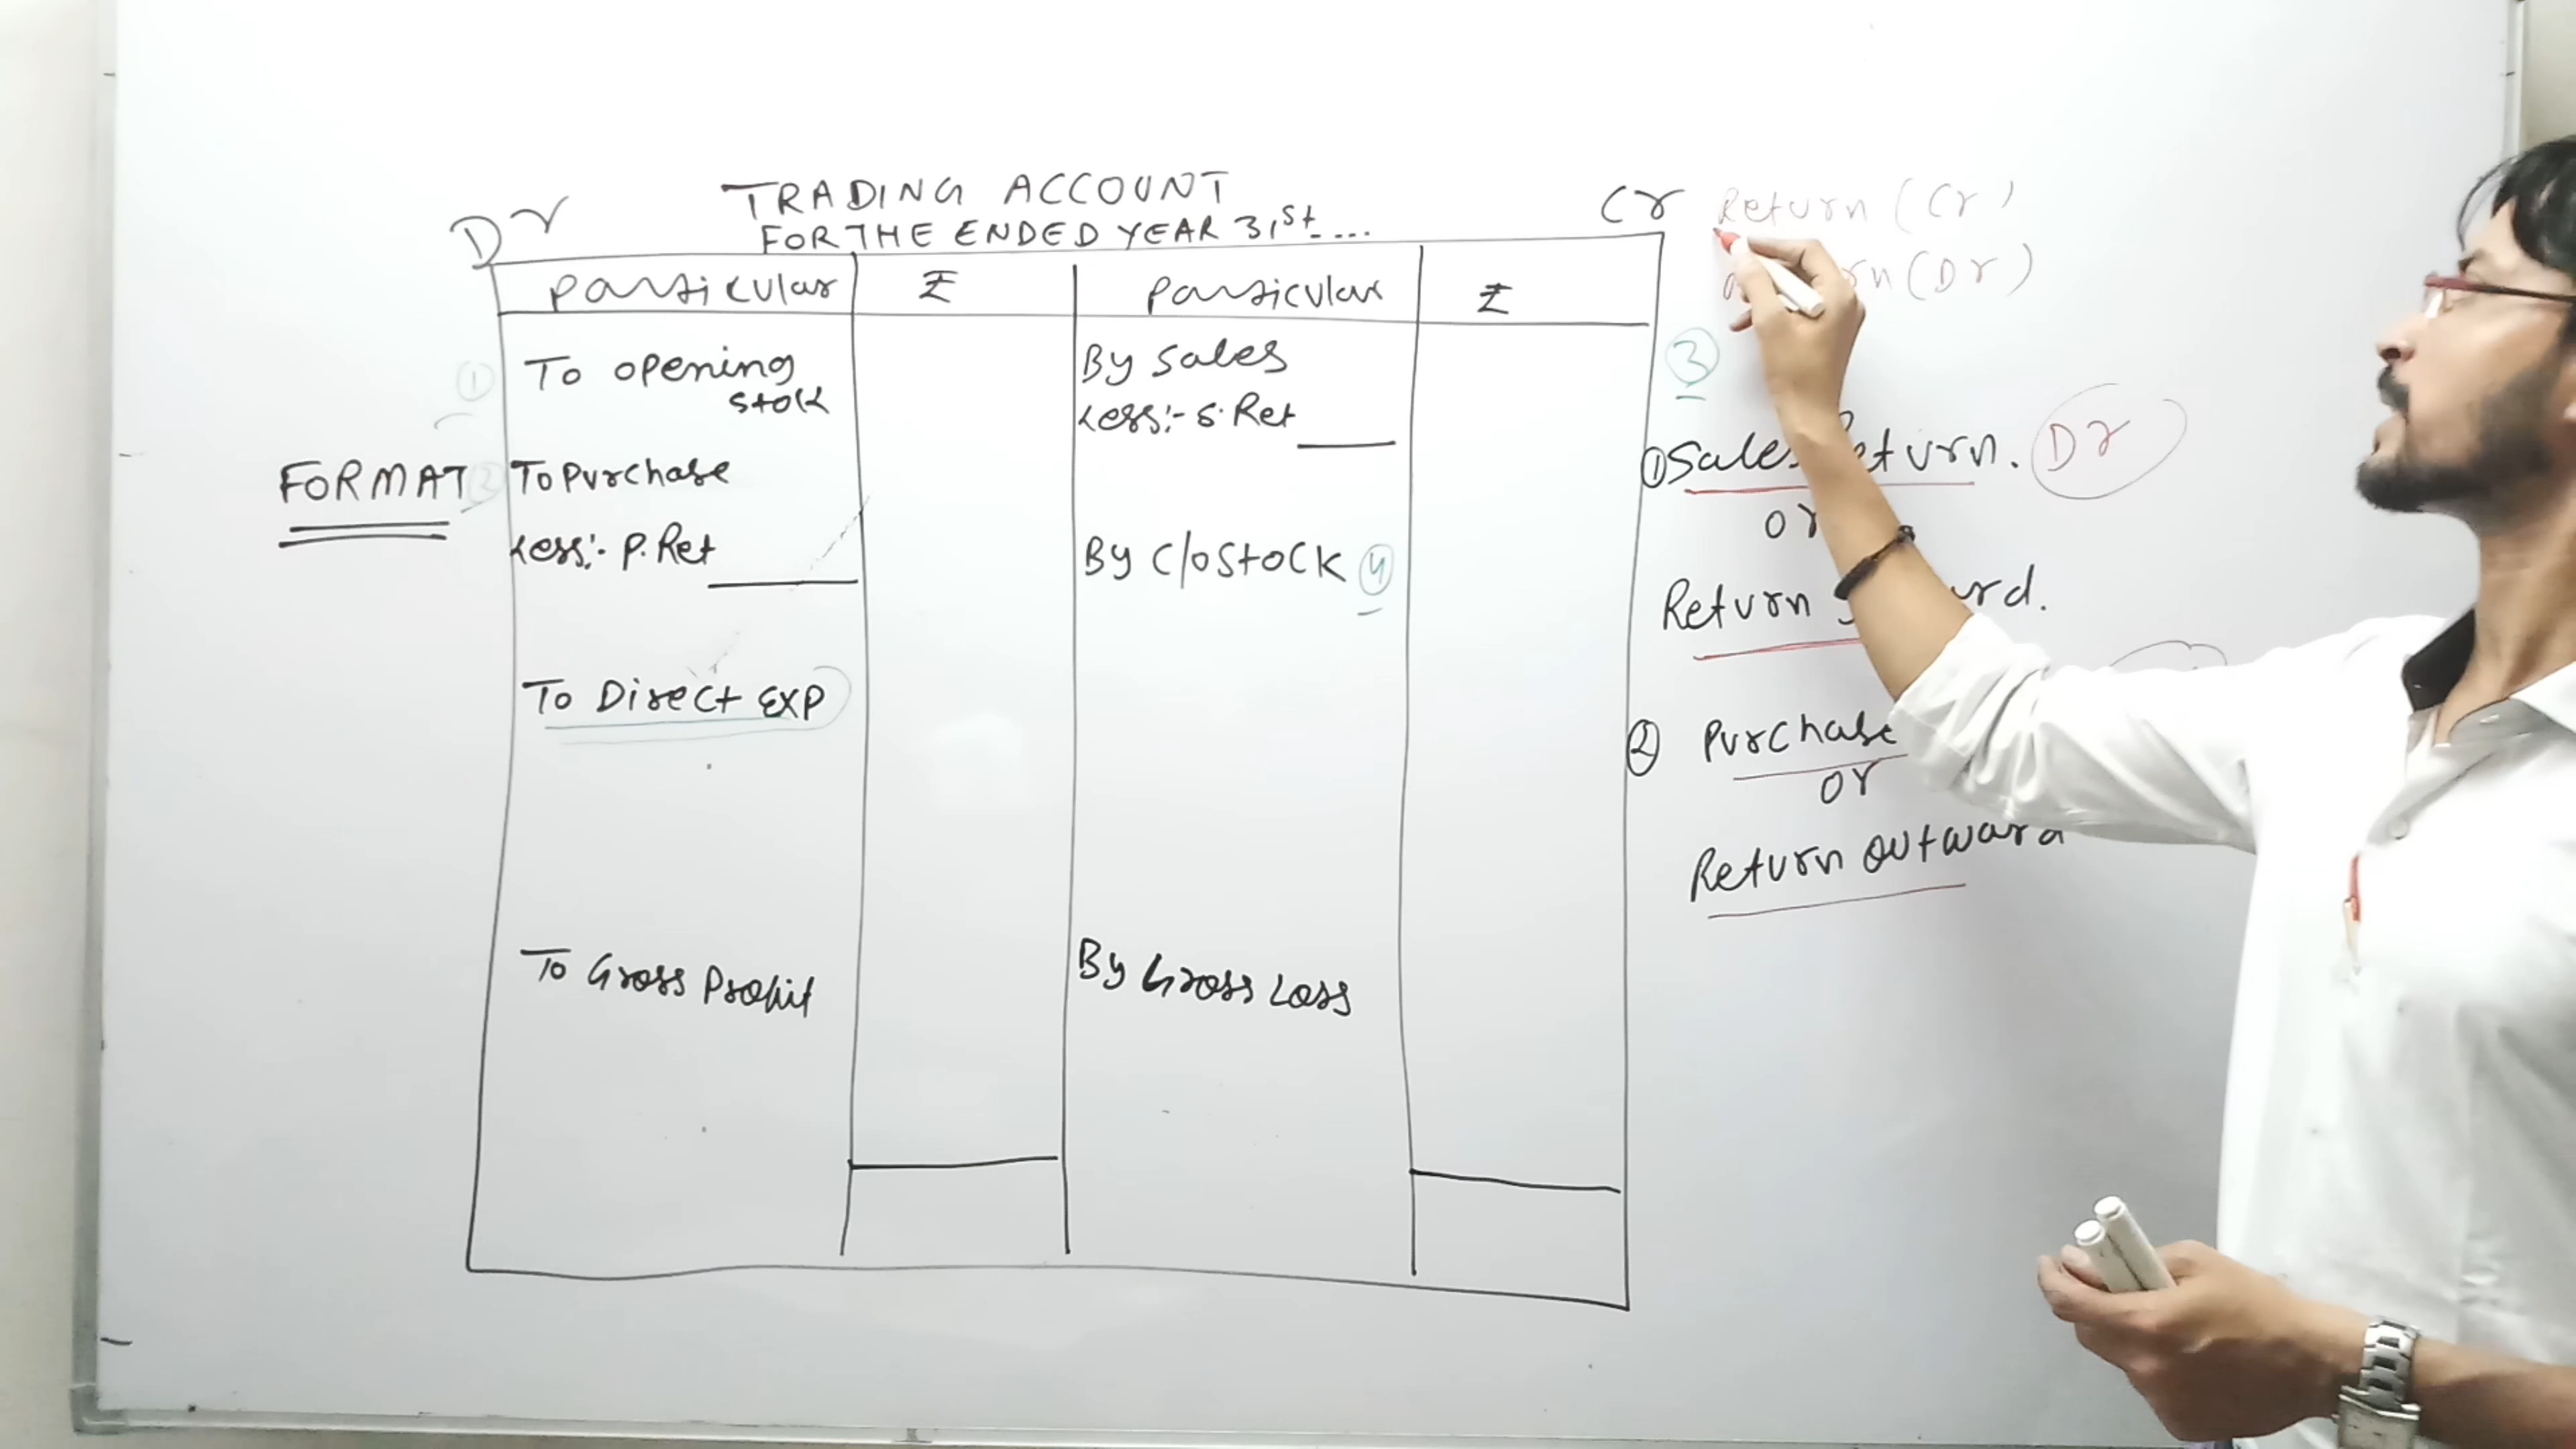 TRADING ACCOUNT
FOR THE ENDED YEAR 31st ....
Dr
Cr
Particular
₹
Particular
₹
① To opening
stock
FORMAT
② To Purchase
Less:- P. Ret
To Direct EXP
To Gross Profit
By Sales
Less:- S. Ret
By C/o Stock ④
By Gross Loss
Return (Cr)
(Dr)
③
① Sales Return. Dr
or
Return
② Purchase
or
Return outward